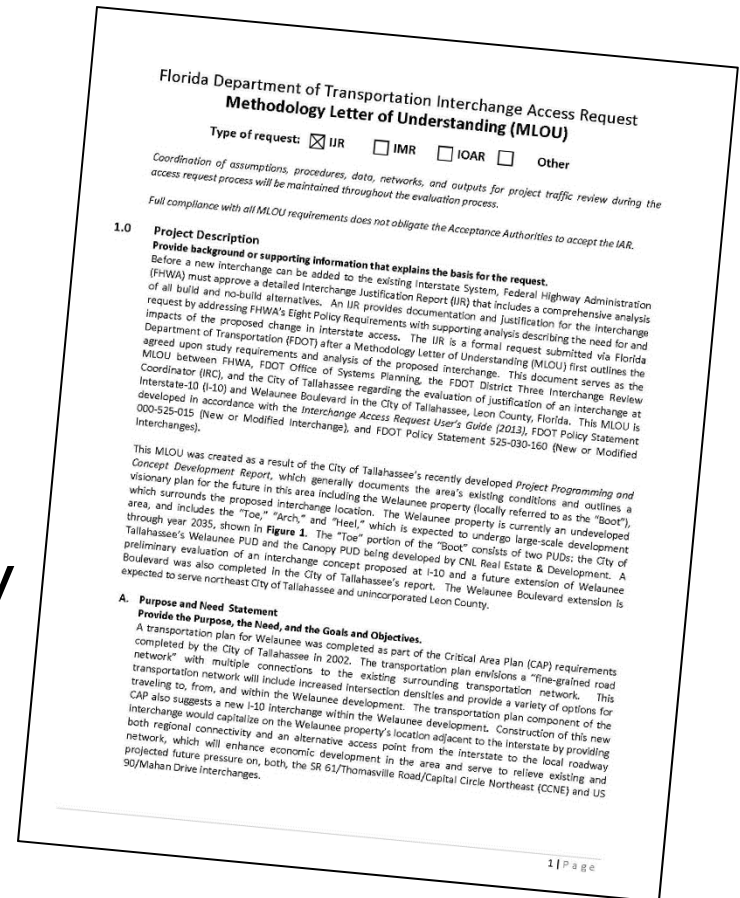 Florida Department of Transportation Interchange Access Request
Methodology Letter of Understanding (MLOU)
Type of request: ☒ IJR ☐ IMR ☐ IOAR ☐ Other
Coordination of assumptions, procedures, data, networks, and outputs for project traffic review during the
access request process will be maintained throughout the evaluation process.
Full compliance with all MLOU requirements does not obligate the Acceptance Authorities to accept the IAR.
1.0 Project Description
Provide background or supporting information that explains the basis for the request.
Before a new interchange can be added to the existing Interstate System, Federal Highway Administration
(FHWA) must approve a detailed Interchange Justification Report (IJR) that includes a comprehensive analysis
of all build and no-build alternatives. An IJR provides documentation and justification for the interchange
request by addressing FHWA's Eight Policy Requirements with supporting analysis describing the need for and
impacts of the proposed change in interstate access. The IJR is a formal request submitted via Florida
Department of Transportation (FDOT) after a Methodology Letter of Understanding (MLOU) first outlines the
agreed upon study requirements and analysis of the proposed interchange. This document serves as the
MLOU between FHWA, FDOT Office of Systems Planning, the FDOT District Three Interchange Review
Coordinator (IRC), and the City of Tallahassee regarding the evaluation of justification of an interchange at
Interstate-10 (I-10) and Welaunee Boulevard in the City of Tallahassee, Leon County, Florida. This MLOU is
developed in accordance with the Interchange Access Request User's Guide (2013), FDOT Policy Statement
000-525-015 (New or Modified Interchange), and FDOT Policy Statement 525-030-160 (New or Modified
Interchanges).
This MLOU was created as a result of the City of Tallahassee's recently developed Project Programming and
Concept Development Report, which generally documents the area's existing conditions and outlines a
visionary plan for the future in this area including the Welaunee property (locally referred to as the "Boot"),
which surrounds the proposed interchange location. The Welaunee property is currently an undeveloped
area, and includes the "Toe," "Arch," and "Heel," which is expected to undergo large-scale development
through year 2035, shown in Figure 1. The "Toe" portion of the "Boot" consists of two PUDs; the City of
Tallahassee's Welaunee PUD and the Canopy PUD being developed by CNL Real Estate & Development. A
preliminary evaluation of an interchange concept proposed at I-10 and a future extension of Welaunee
Boulevard was also completed in the City of Tallahassee's report. The Welaunee Boulevard extension is
expected to serve northeast City of Tallahassee and unincorporated Leon County.
A. Purpose and Need Statement
Provide the Purpose, the Need, and the Goals and Objectives.
A transportation plan for Welaunee was completed as part of the Critical Area Plan (CAP) requirements
completed by the City of Tallahassee in 2002. The transportation plan envisions a "fine-grained road
network" with multiple connections to the existing surrounding transportation network. This
transportation network will include increased intersection densities and provide a variety of options for
traveling to, from, and within the Welaunee development. The transportation plan component of the
CAP also suggests a new I-10 interchange within the Welaunee development. Construction of this new
interchange would capitalize on the Welaunee property's location adjacent to the interstate by providing
both regional connectivity and an alternative access point from the interstate to the local roadway
network, which will enhance economic development in the area and serve to relieve existing and
projected future pressure on, both, the SR 61/Thomasville Road/Capital Circle Northeast (CCNE) and US
90/Mahan Drive interchanges.
1 | Page